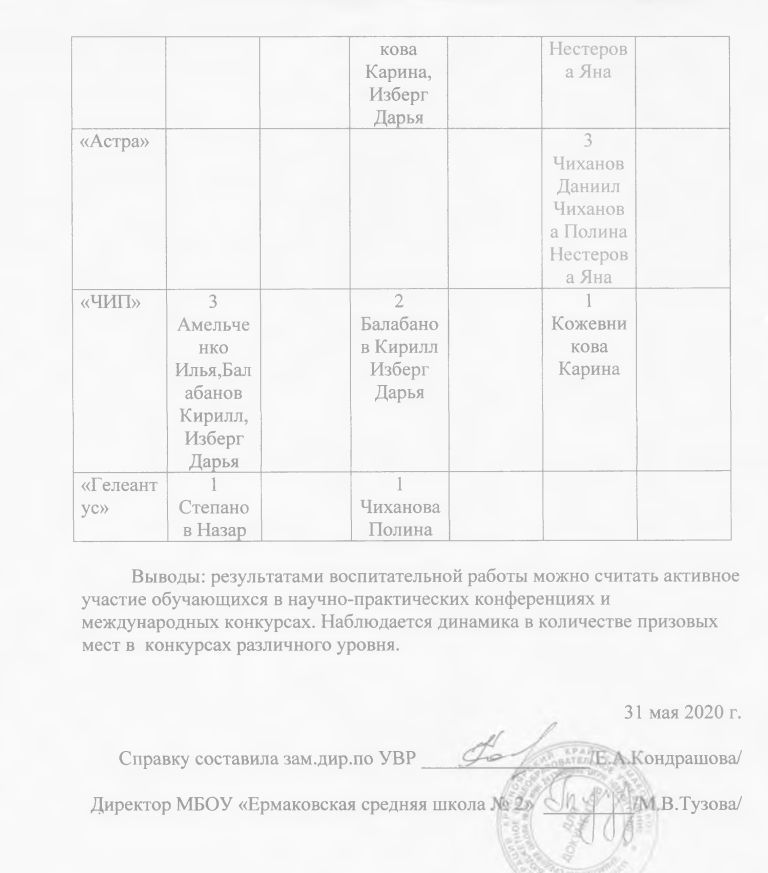 кова
Карина,
Изберг
Дарья
Нестеров
а Яна
«Астра»
3
Чиханов
Даниил
Чиханов
а Полина
Нестеров
а Яна
«ЧИП»
3
Амельче
нко
Илья,Бал
абанов
Кирилл,
Изберг
Дарья
2
Балабано
в Кирилл
Изберг
Дарья
1
Кожевни
кова
Карина
«Гелеант
ус»
1
Степано
в Назар
1
Чиханова
Полина
Выводы: результатами воспитательной работы можно считать активное
участие обучающихся в научно-практических конференциях и
международных конкурсах. Наблюдается динамика в количестве призовых
мест в конкурсах различного уровня.
31 мая 2020 г.
Справку составила зам.дир.по УВР /Е.А.Кондрашова/
Директор МБОУ «Ермаковская средняя школа № 2» /М.В.Тузова/